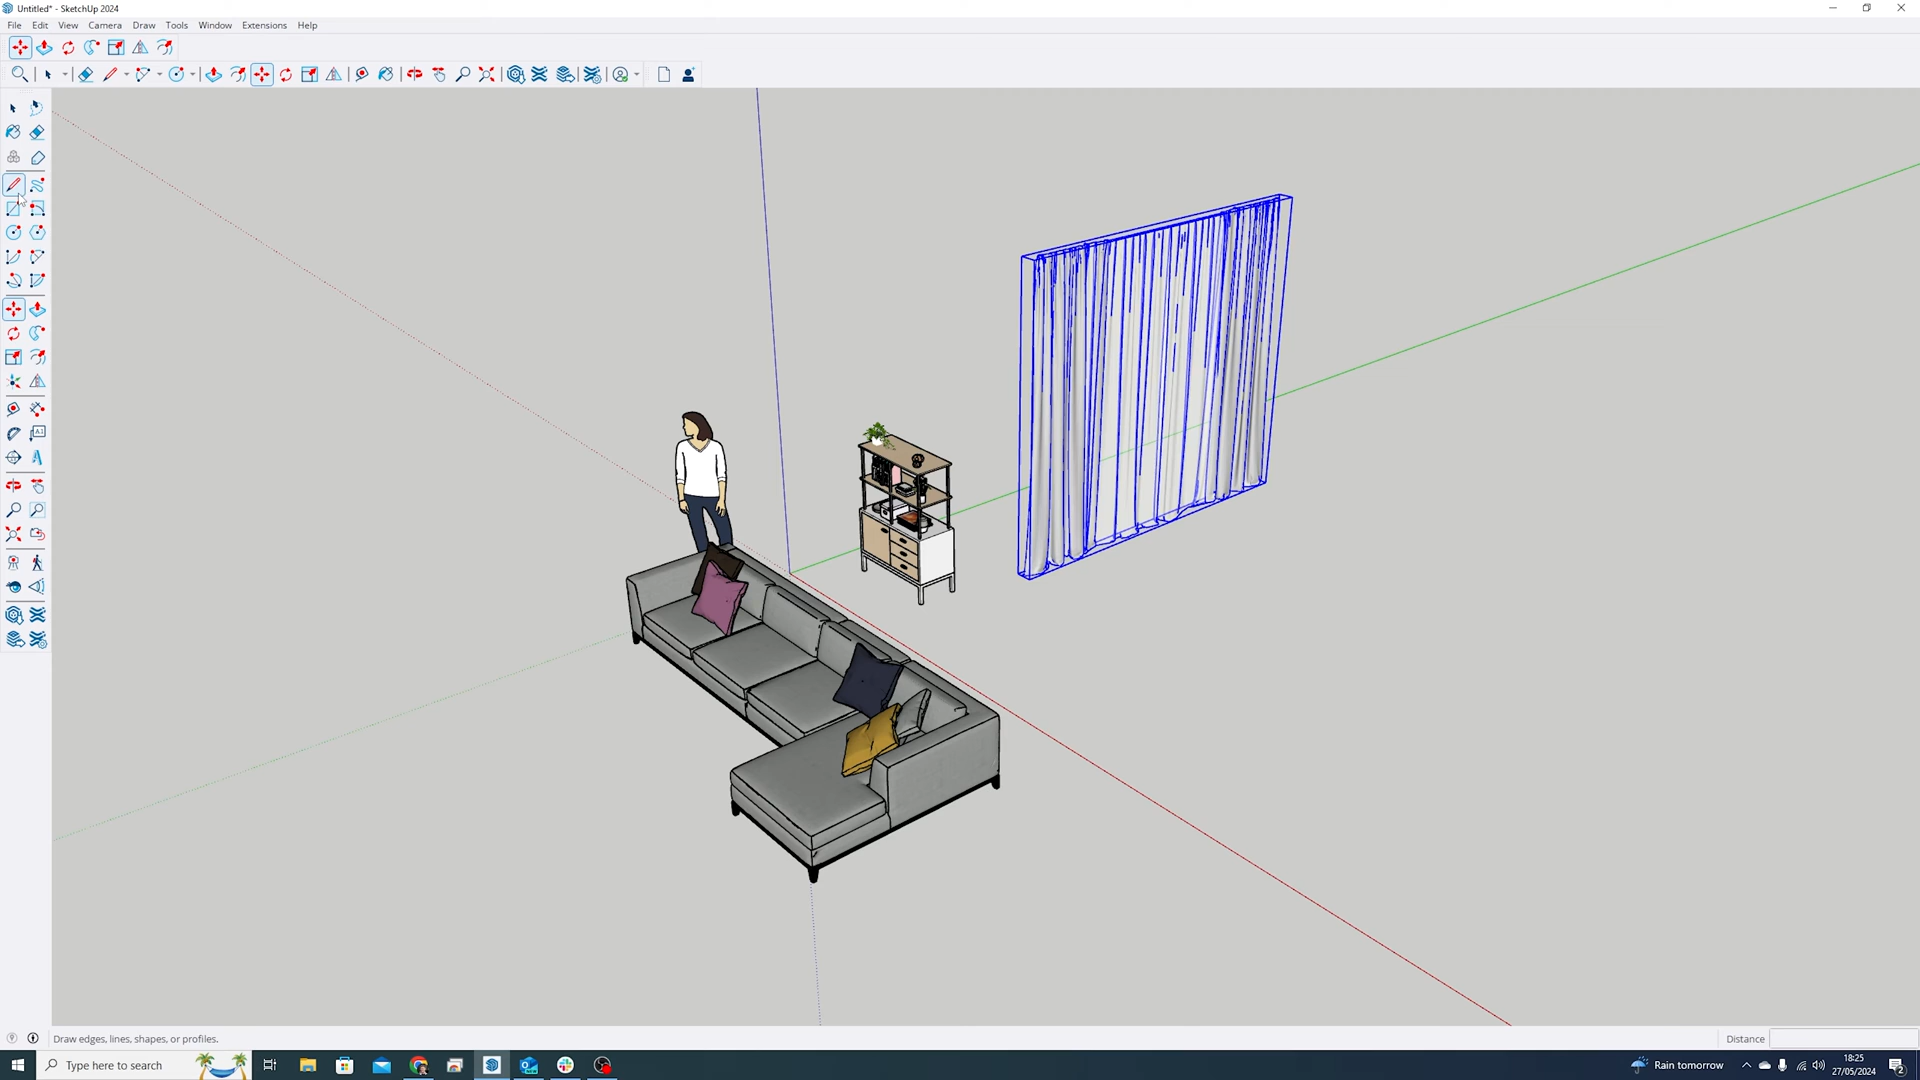 Untitled* - SketchUp 2024
File Edit View Camera Draw Tools Window Extensions Help
Draw edges, lines, shapes, or profiles.
Distance
Type here to search
Rain tomorrow
18:25
27/05/2024
2